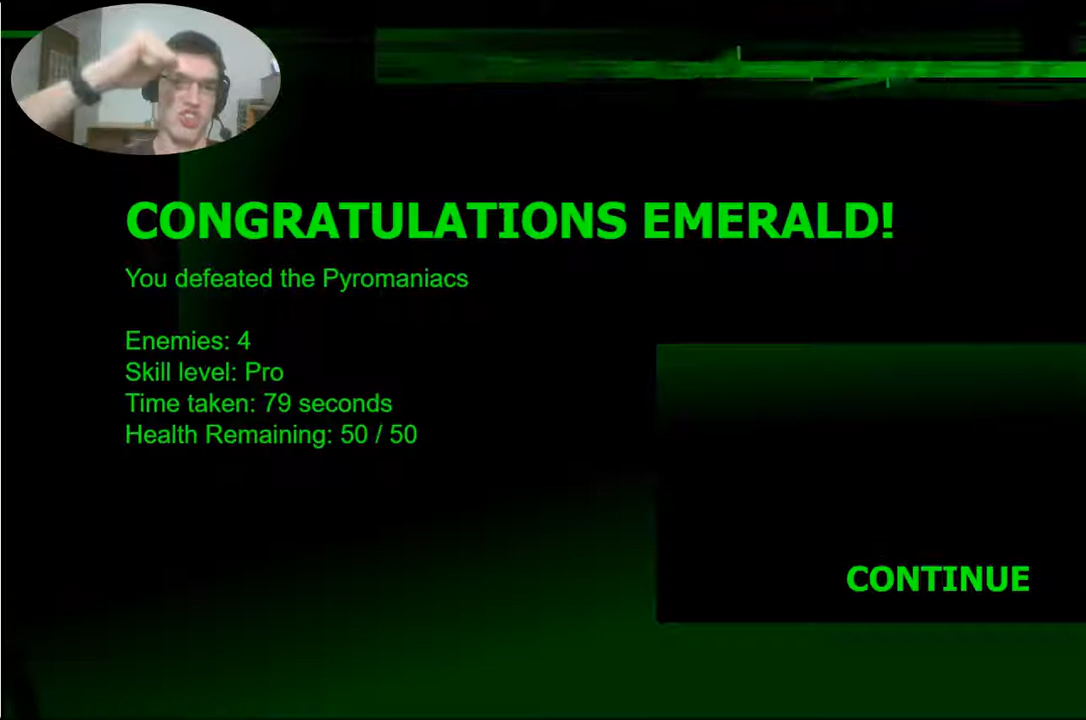 CONGRATULATIONS EMERALD!
You defeated the Pyromaniacs
Enemies: 4
Skill level: Pro
Time taken: 79 seconds
Health Remaining: 50 / 50
CONTINUE